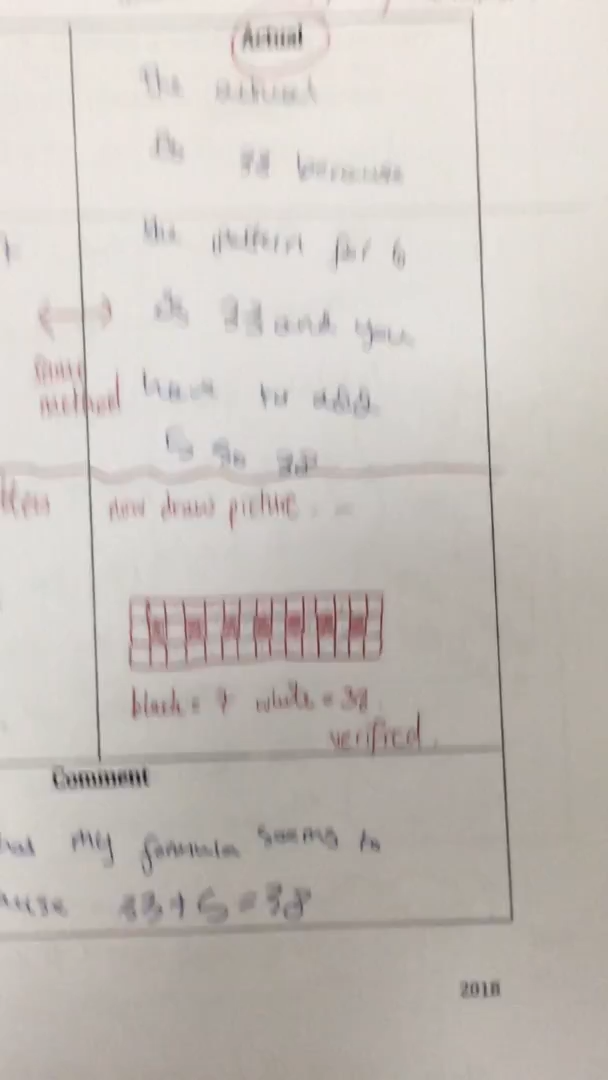 Actual
the actual
is 38 because
the pattern for 6
is 33 and you
same
method
have to add
5 so 38
now draw picture . . .
black = 7 white = 38
verified.
Comment
my formula seems to
33 + 5 = 38
2018